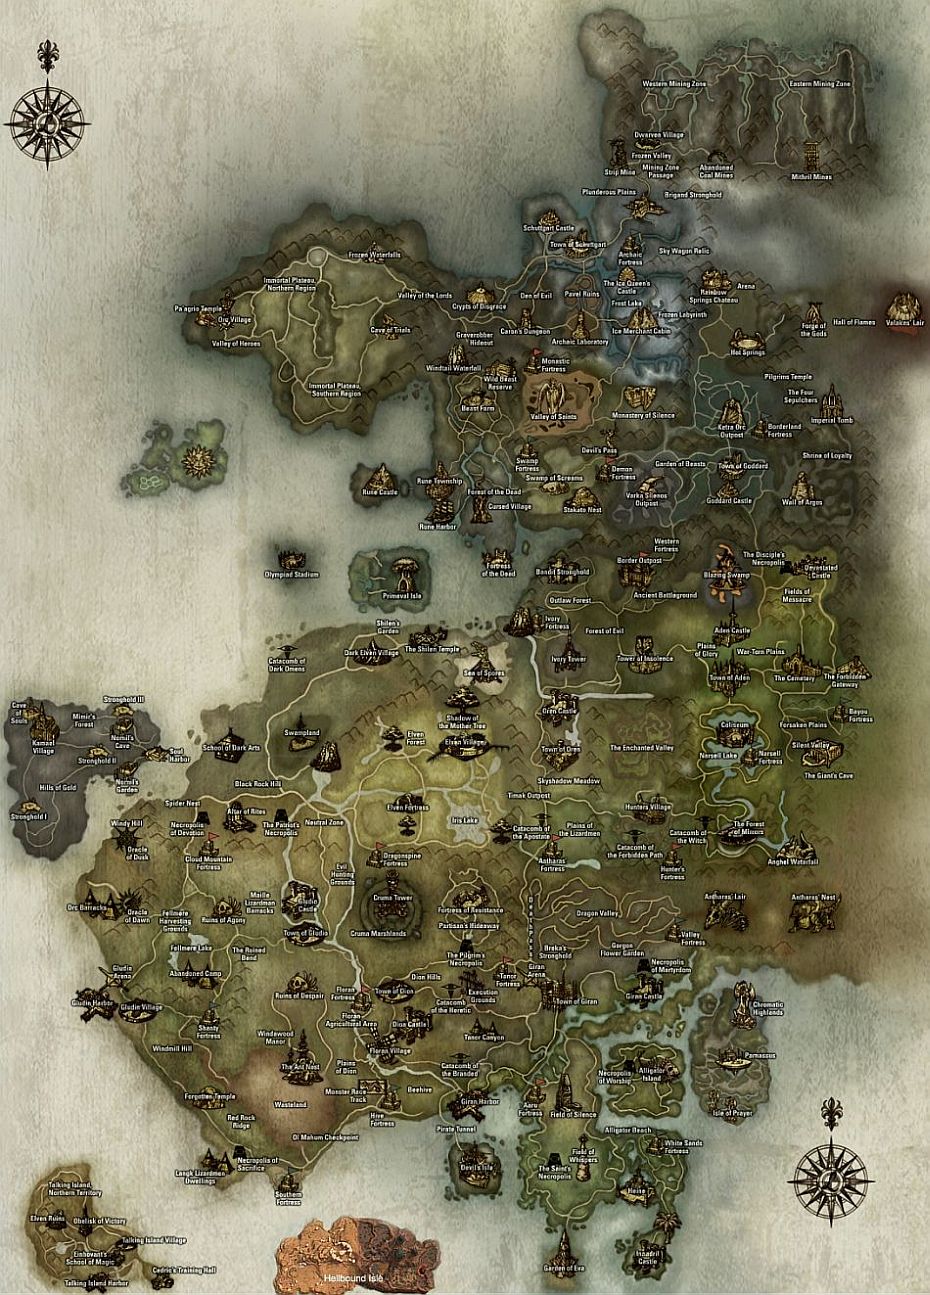 Western Mining Zone
Eastern Mining Zone
Dwarven Village
Frozen Valley
Strip Mine
Mining Zone
Passage
Abandoned
Coal Mines
Mithril Mines
Plunderous Plains
Brigand Stronghold
Schuttgart Castle
Town of Schuttgart
Archaic
Fortress
Sky Wagon Relic
Frozen Waterfalls
Immortal Plateau,
Northern Region
The Ice Queen's
Castle
Rainbow
Springs Chateau
Arena
Valley of the Lords
Crypts of Disgrace
Den of Evil
Pavel Ruins
Frost Lake
Frozen Labyrinth
Pa'agrio Temple
Orc Village
Valley of Heroes
Cave of Trials
Graverobber
Hideout
Caron's Dungeon
Archaic Laboratory
Ice Merchant Cabin
Forge of
the Gods
Hall of Flames
Valakas' Lair
Hot Springs
Windtail Waterfall
Monastic
Fortress
Wild Beast
Reserve
Beast Farm
Immortal Plateau,
Southern Region
Pilgrims Temple
The Four
Sepulchers
Imperial Tomb
Valley of Saints
Monastery of Silence
Ketra Orc
Outpost
Borderland
Fortress
Devil's Pass
Swamp
Fortress
Swamp of Screams
Demon
Fortress
Garden of Beasts
Town of Goddard
Shrine of Loyalty
Rune Castle
Rune Township
Forest of the Dead
Cursed Village
Rune Harbor
Stakato Nest
Varka Silenos
Outpost
Goddard Castle
Wall of Argos
Olympiad Stadium
Primeval Isle
Fortress
of the Dead
Bandit Stronghold
Western
Fortress
Border Outpost
The Disciple's
Necropolis
Blazing Swamp
Devastated
Castle
Outlaw Forest
Ancient Battleground
Fields of
Massacre
Shilen's
Garden
Ivory
Fortress
Forest of Evil
Aden Castle
Catacomb
of Dark Omens
Dark Elven Village
The Shilen Temple
Sea of Spores
Ivory Tower
Tower of Insolence
Plains
of Glory
War-Torn Plains
Town of Aden
The Cemetery
The Forbidden
Gateway
Cave
of
Souls
Stronghold III
Mimir's
Forest
Kamael
Village
Nornil's
Cave
Soul
Harbor
Stronghold II
Nornil's
Garden
Hills of Gold
Stronghold I
Shadow of
the Mother Tree
Oren Castle
Bayou
Fortress
School of Dark Arts
Swampland
Elven
Forest
Elven Village
Town of Oren
The Enchanted Valley
Coliseum
Forsaken Plains
Narsell Lake
Narsell
Fortress
Silent Valley
The Giant's Cave
Black Rock Hill
Skyshadow Meadow
Timak Outpost
Spider Nest
Altar of Rites
Elven Fortress
Iris Lake
Hunters Village
Windy Hill
Necropolis
of Devotion
The Patriot's
Necropolis
Neutral Zone
Catacomb of
the Apostate
Plains of
the Lizardmen
Catacomb of
the Witch
The Forest
of Mirrors
Oracle
of Dusk
Cloud Mountain
Fortress
Dragonspine
Fortress
Antharas
Fortress
Catacomb of
the Forbidden Path
Hunter's
Fortress
Anghel Waterfall
Evil
Hunting
Grounds
Orc Barracks
Oracle
of Dawn
Fellmere
Harvesting
Grounds
Ruins of Agony
Maille
Lizardman
Barracks
Gludio
Castle
Cruma Tower
Fortress of Resistance
Partisan's Hideaway
Dragon Valley
Antharas' Lair
Antharas' Nest
Cruma Marshlands
Town of Gludio
Valley
Fortress
Fellmere Lake
The Ruined
Bend
The Pilgrim's
Necropolis
Breka's
Stronghold
Gorgon
Flower Garden
Gludin
Arena
Abandoned Camp
Necropolis
of Martyrdom
Dion Hills
Tanor
Fortress
Giran
Arena
Gludin Harbor
Gludin Village
Ruins of Despair
Floran
Fortress
Town of Dion
Catacomb
of the Heretic
Execution
Grounds
Town of Giran
Giran Castle
Chromatic
Highlands
Shanty
Fortress
Floran
Agricultural Area
Dion Castle
Tanor Canyon
Windmill Hill
Windawood
Manor
Floran Village
Parnassus
The Ant Nest
Plains
of Dion
Catacomb of
the Branded
Necropolis
of Worship
Alligator
Island
Forgotten Temple
Monster Race
Track
Beehive
Wasteland
Giran Harbor
Aaru
Fortress
Field of Silence
Isle of Prayer
Red Rock
Ridge
Hive
Fortress
Pirate Tunnel
Alligator Beach
Di Mahum Checkpoint
White Sands
Fortress
Langk Lizardmen
Dwellings
Necropolis of
Sacrifice
Devil's Isle
Field of
Whispers
The Saint's
Necropolis
Southern
Fortress
Heine
Talking Island,
Northern Territory
Elven Ruins
Obelisk of Victory
Talking Island Village
Einhovant's
School of Magic
Cedric's Training Hall
Talking Island Harbor
Hellbound Isle
Garden of Eva
Innadril
Castle